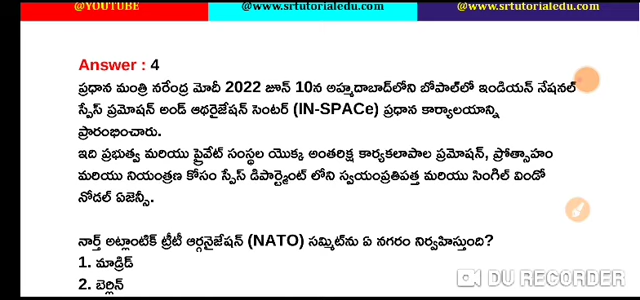 @YOUTUBE www.srtutorialedu.com @www.srtutorialedu.com
Answer : 4
ప్రధాన మంత్రి నరేంద్ర మోదీ 2022 జూన్ 10న అహ్మదాబాద్‌లోని బోపాల్‌లో ఇండియన్ నేషనల్
స్పేస్ ప్రమోషన్ అండ్ ఆథరైజేషన్ సెంటర్ (IN-SPACe) ప్రధాన కార్యాలయాన్ని
ప్రారంభించారు.
ఇది ప్రభుత్వ మరియు ప్రైవేట్ సంస్థల యొక్క అంతరిక్ష కార్యకలాపాల ప్రమోషన్, ప్రోత్సాహం
మరియు నియంత్రణ కోసం స్పేస్ డిపార్ట్మెంట్ లోని స్వయంప్రతిపత్త మరియు సింగిల్ విండో
నోడల్ ఏజెన్సీ.
నార్త్ అట్లాంటిక్ ట్రీటీ ఆర్గనైజేషన్ (NATO) సమ్మిట్‌ను ఏ నగరం నిర్వహిస్తుంది?
1. మాడ్రిడ్
2. బెర్లిన్
DU RECORDER